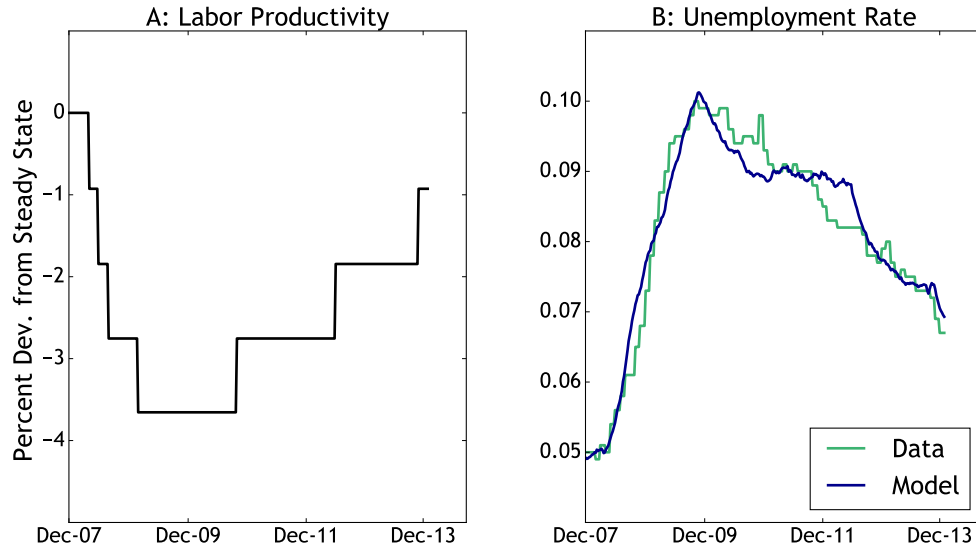 A: Labor Productivity
Percent Dev. from Steady State
0
−1
−2
−3
−4
Dec-07 Dec-09 Dec-11 Dec-13
B: Unemployment Rate
0.10
0.09
0.08
0.07
0.06
0.05
Data
Model
Dec-07 Dec-09 Dec-11 Dec-13